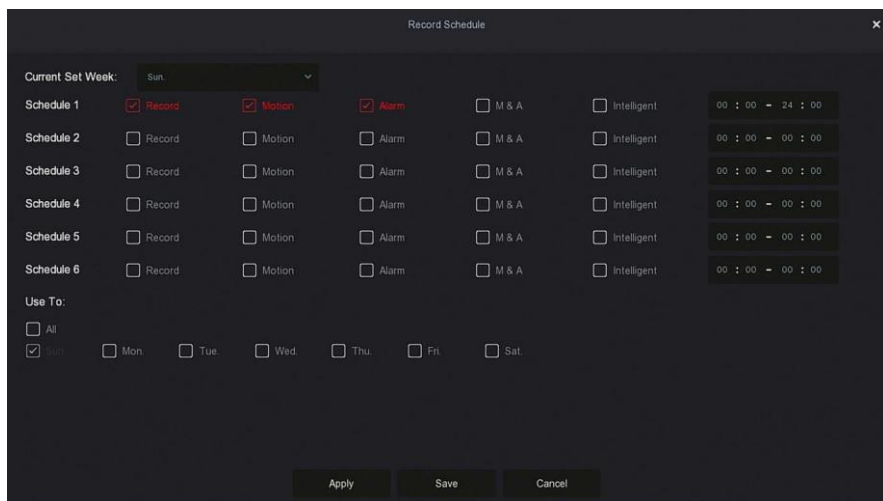 Record Schedule
Current Set Week: Sun.
Schedule 1 Record Motion Alarm M & A Intelligent 00 : 00 - 24 : 00
Schedule 2 Record Motion Alarm M & A Intelligent 00 : 00 - 00 : 00
Schedule 3 Record Motion Alarm M & A Intelligent 00 : 00 - 00 : 00
Schedule 4 Record Motion Alarm M & A Intelligent 00 : 00 - 00 : 00
Schedule 5 Record Motion Alarm M & A Intelligent 00 : 00 - 00 : 00
Schedule 6 Record Motion Alarm M & A Intelligent 00 : 00 - 00 : 00
Use To:
All
Sun. Mon. Tue. Wed. Thu. Fri. Sat.
Apply Save Cancel